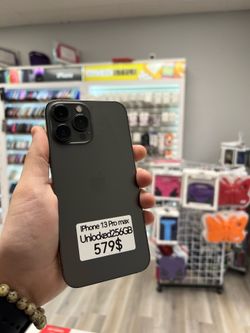 iPhone 13 Pro max
Unlocked256GB
579$